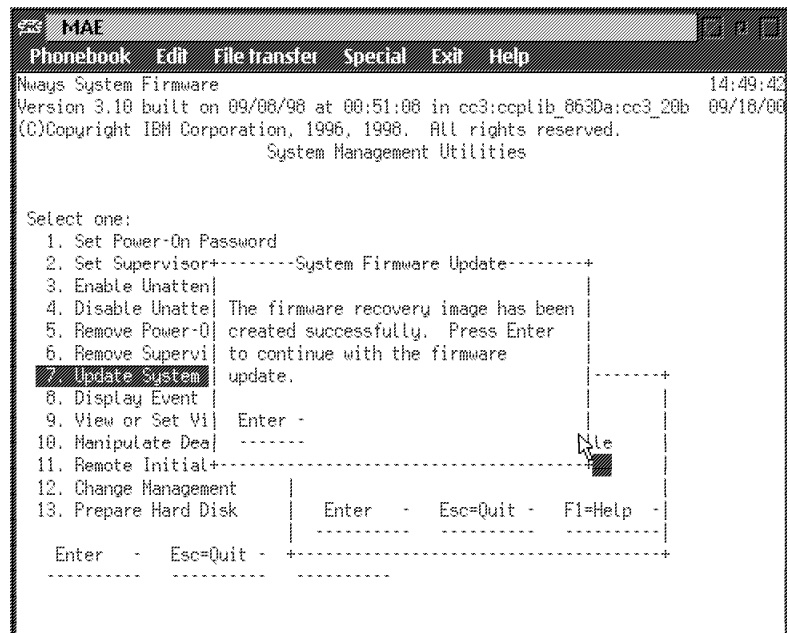 MAE
Phonebook Edit File transfer Special Exit Help
Nways System Firmware 14:49:42
Version 3.10 built on 09/08/98 at 00:51:08 in cc3:ccplib_863Da:cc3_20b 09/18/00
(C)Copyright IBM Corporation, 1996, 1998. All rights reserved.
System Management Utilities
Select one:
1. Set Power-On Password
2. Set Supervisor+--------System Firmware Update--------+
3. Enable Unatten|
4. Disable Unatte| The firmware recovery image has been |
5. Remove Power-O| created successfully. Press Enter |
6. Remove Supervi| to continue with the firmware |
7. Update System | update. |-------+
8. Display Event |
9. View or Set Vi| Enter -
10. Manipulate Dea| ------- le
11. Remote Initial+--------------------------------------+
12. Change Management |
13. Prepare Hard Disk | Enter - Esc=Quit - F1=Help -|
Enter - Esc=Quit - +---------------------------------------+